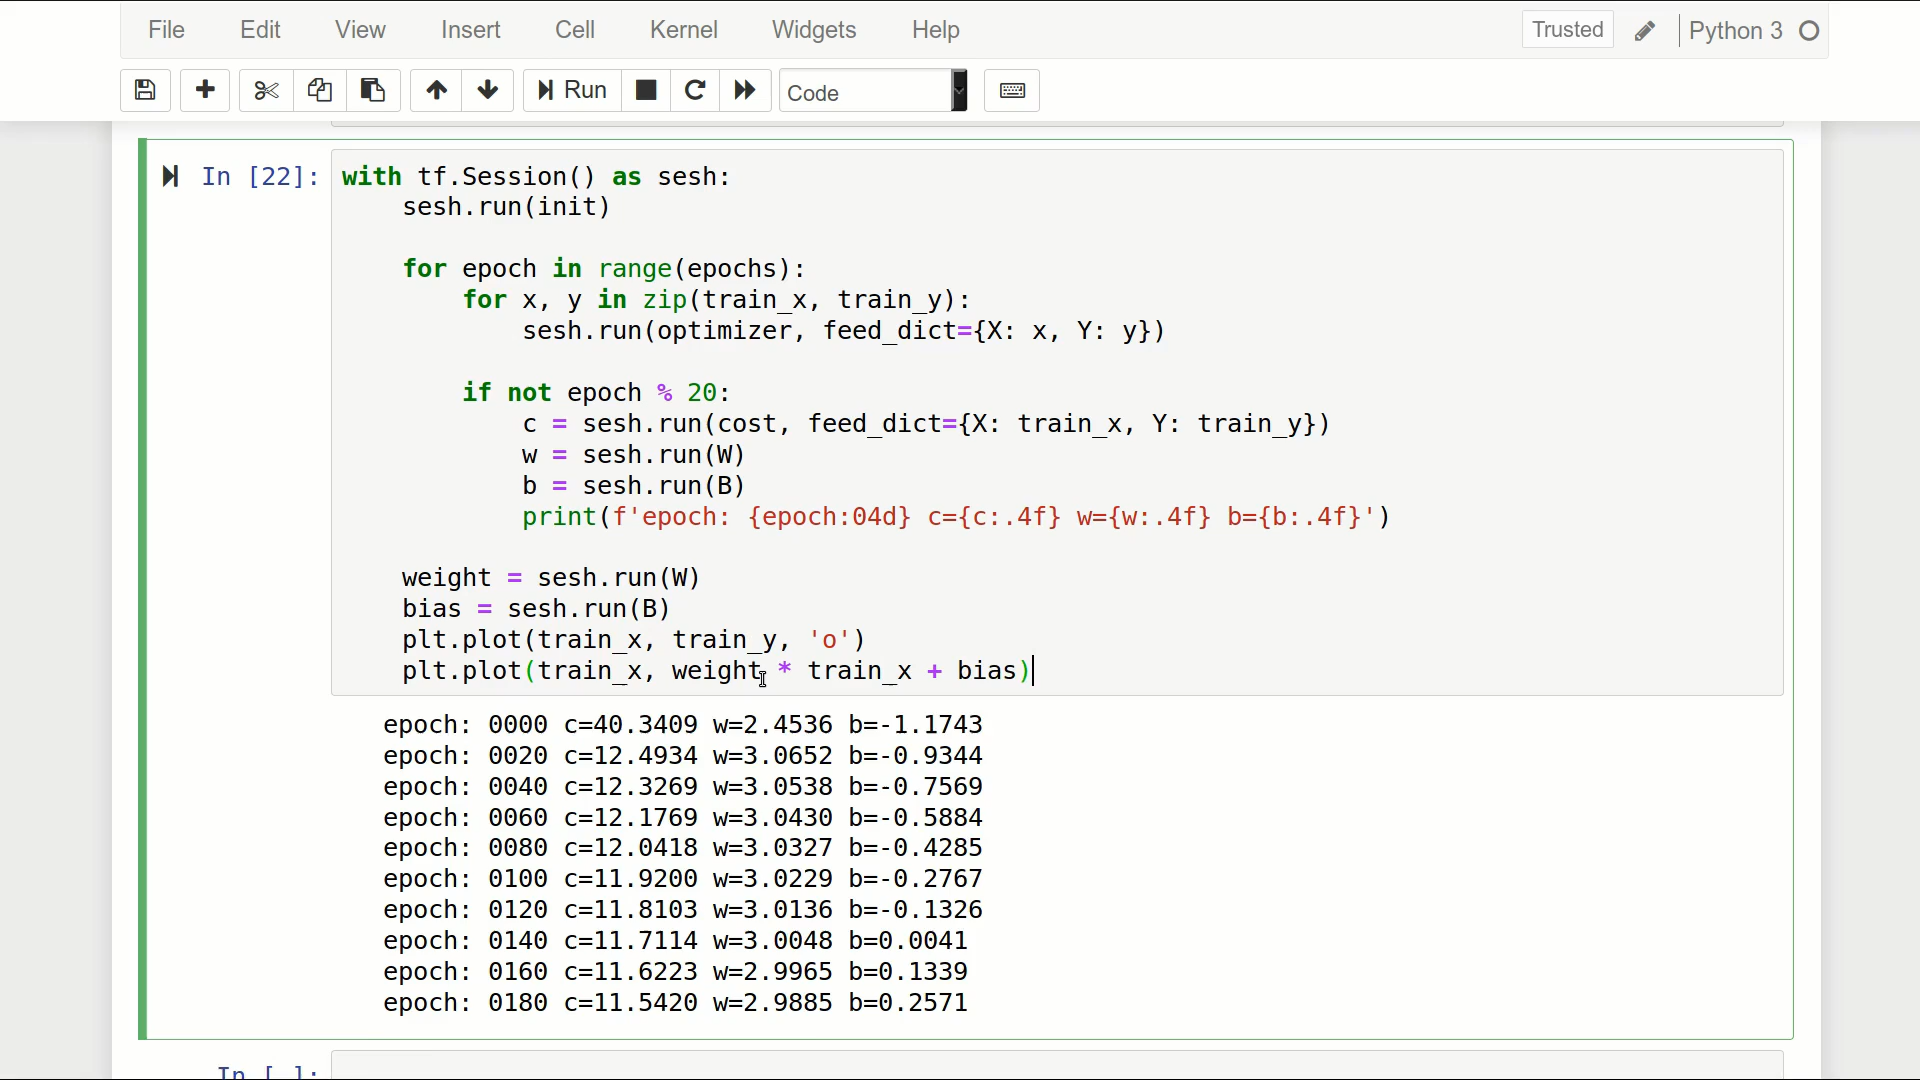 File Edit View Insert Cell Kernel Widgets Help Trusted Python 3
Run Code
In [22]: with tf.Session() as sesh:
    sesh.run(init)
    for epoch in range(epochs):
        for x, y in zip(train_x, train_y):
            sesh.run(optimizer, feed_dict={X: x, Y: y})
        if not epoch % 20:
            c = sesh.run(cost, feed_dict={X: train_x, Y: train_y})
            w = sesh.run(W)
            b = sesh.run(B)
            print(f'epoch: {epoch:04d} c={c:.4f} w={w:.4f} b={b:.4f}')
    weight = sesh.run(W)
    bias = sesh.run(B)
    plt.plot(train_x, train_y, 'o')
    plt.plot(train_x, weight * train_x + bias)
epoch: 0000 c=40.3409 w=2.4536 b=-1.1743
epoch: 0020 c=12.4934 w=3.0652 b=-0.9344
epoch: 0040 c=12.3269 w=3.0538 b=-0.7569
epoch: 0060 c=12.1769 w=3.0430 b=-0.5884
epoch: 0080 c=12.0418 w=3.0327 b=-0.4285
epoch: 0100 c=11.9200 w=3.0229 b=-0.2767
epoch: 0120 c=11.8103 w=3.0136 b=-0.1326
epoch: 0140 c=11.7114 w=3.0048 b=0.0041
epoch: 0160 c=11.6223 w=2.9965 b=0.1339
epoch: 0180 c=11.5420 w=2.9885 b=0.2571
In [ ]: